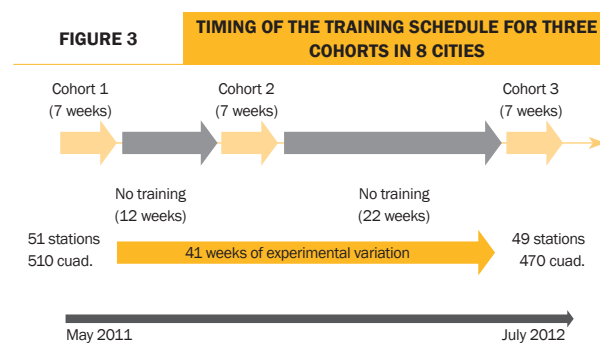 FIGURE 3
TIMING OF THE TRAINING SCHEDULE FOR THREE
COHORTS IN 8 CITIES
Cohort 1
(7 weeks)
Cohort 2
(7 weeks)
Cohort 3
(7 weeks)
No training
(12 weeks)
No training
(22 weeks)
51 stations
510 cuad.
41 weeks of experimental variation
49 stations
470 cuad.
May 2011
July 2012